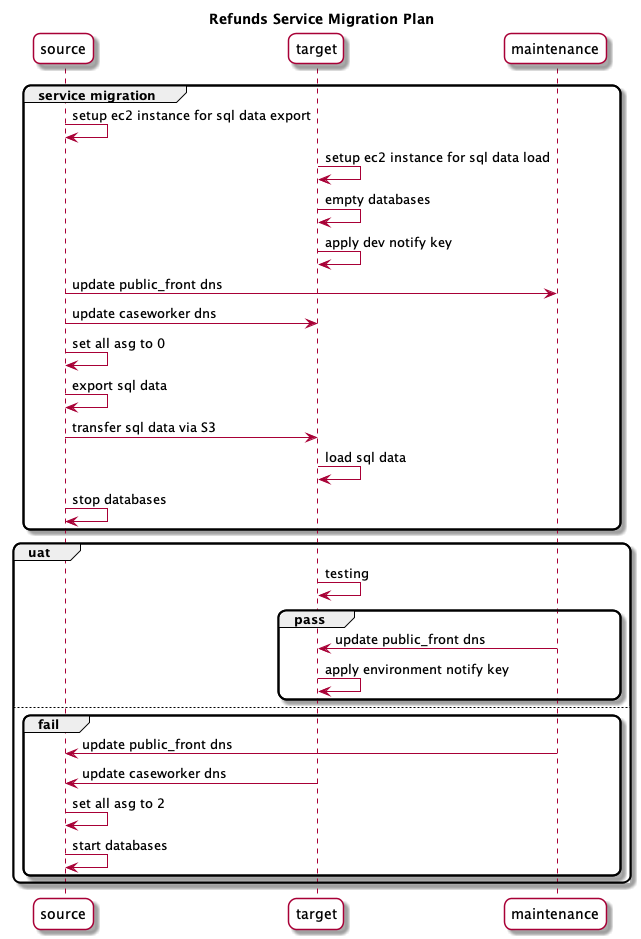 Refunds Service Migration Plan
source target maintenance
service migration
setup ec2 instance for sql data export
setup ec2 instance for sql data load
empty databases
apply dev notify key
update public_front dns
update caseworker dns
set all asg to 0
export sql data
transfer sql data via S3
load sql data
stop databases
uat
testing
pass
update public_front dns
apply environment notify key
fail
update public_front dns
update caseworker dns
set all asg to 2
start databases
source target maintenance